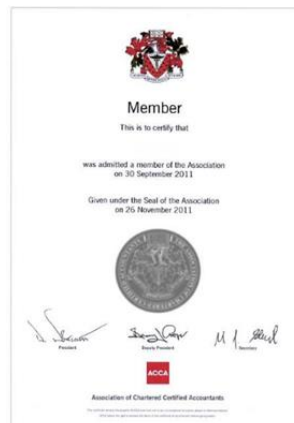 Member
This is to certify that
was admitted a member of the Association
on 30 September 2011
Given under the Seal of the Association
on 26 November 2011
President
Deputy President
Secretary
ACCA
Association of Chartered Certified Accountants